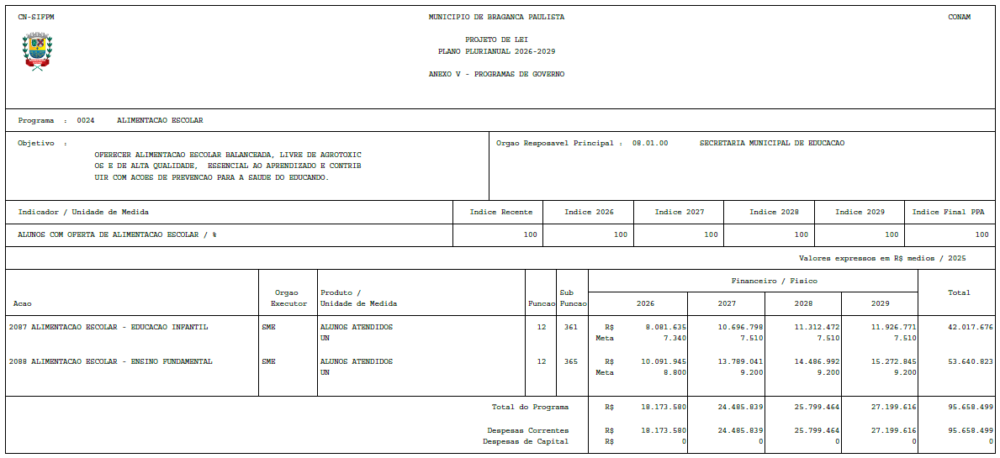 CN-SIFPM MUNICIPIO DE BRAGANCA PAULISTA CONAM
PROJETO DE LEI
PLANO PLURIANUAL 2026-2029
ANEXO V - PROGRAMAS DE GOVERNO
Programa : 0024 ALIMENTACAO ESCOLAR
Objetivo : Orgao Resposavel Principal : 08.01.00 SECRETARIA MUNICIPAL DE EDUCACAO
OFERECER ALIMENTACAO ESCOLAR BALANCEADA, LIVRE DE AGROTOXIC
OS E DE ALTA QUALIDADE, ESSENCIAL AO APRENDIZADO E CONTRIB
UIR COM ACOES DE PREVENCAO PARA A SAUDE DO EDUCANDO.
Indicador / Unidade de Medida Indice Recente Indice 2026 Indice 2027 Indice 2028 Indice 2029 Indice Final PPA
ALUNOS COM OFERTA DE ALIMENTACAO ESCOLAR / % 100 100 100 100 100 100
Valores expressos em R$ medios / 2025
Financeiro / Fisico
Orgao Produto / Sub Total
Acao Executor Unidade de Medida Funcao Funcao 2026 2027 2028 2029
2087 ALIMENTACAO ESCOLAR - EDUCACAO INFANTIL SME ALUNOS ATENDIDOS 12 361 R$ 8.081.635 10.696.798 11.312.472 11.926.771 42.017.676
UN Meta 7.340 7.510 7.510 7.510
2088 ALIMENTACAO ESCOLAR - ENSINO FUNDAMENTAL SME ALUNOS ATENDIDOS 12 365 R$ 10.091.945 13.789.041 14.486.992 15.272.845 53.640.823
UN Meta 8.800 9.200 9.200 9.200
Total do Programa R$ 18.173.580 24.485.839 25.799.464 27.199.616 95.658.499
Despesas Correntes R$ 18.173.580 24.485.839 25.799.464 27.199.616 95.658.499
Despesas de Capital R$ 0 0 0 0 0